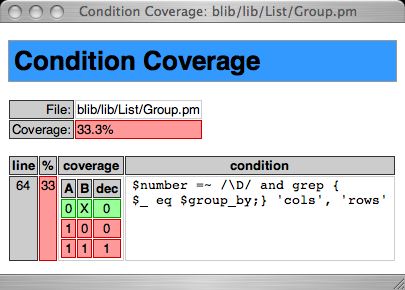 Condition Coverage: blib/lib/List/Group.pm
Condition Coverage
File: blib/lib/List/Group.pm
Coverage: 33.3%
line % coverage condition
64 33 A B dec $number =~ /\D/ and grep {
0 X 0 $_ eq $group_by;} 'cols', 'rows'
1 0 0
1 1 1